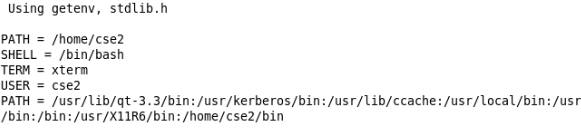 Using getenv, stdlib.h
PATH = /home/cse2
SHELL = /bin/bash
TERM = xterm
USER = cse2
PATH = /usr/lib/qt-3.3/bin:/usr/kerberos/bin:/usr/lib/ccache:/usr/local/bin:/usr
/bin:/bin:/usr/X11R6/bin:/home/cse2/bin